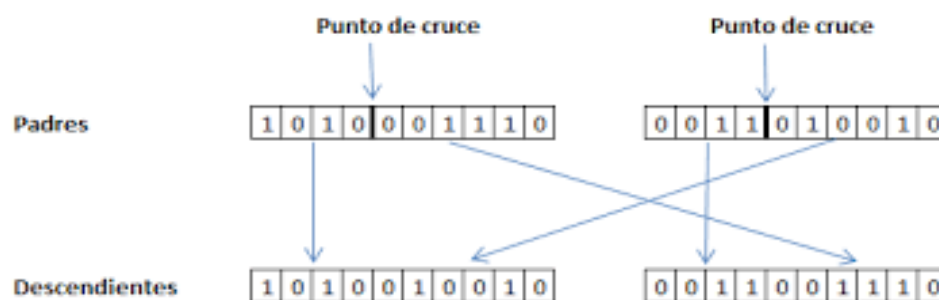 Punto de cruce Punto de cruce
Padres 1 0 1 0 0 0 1 1 1 0 0 0 1 1 0 1 0 0 1 0
Descendientes 1 0 1 0 0 1 0 0 1 0 0 0 1 1 0 0 1 1 1 0